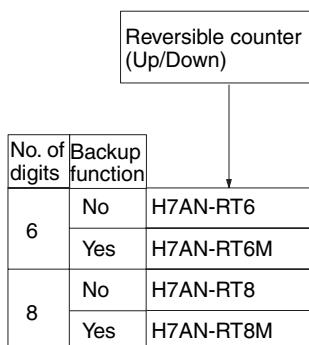 Reversible counter
(Up/Down)
No. of digits Backup function
6 No H7AN-RT6
Yes H7AN-RT6M
8 No H7AN-RT8
Yes H7AN-RT8M